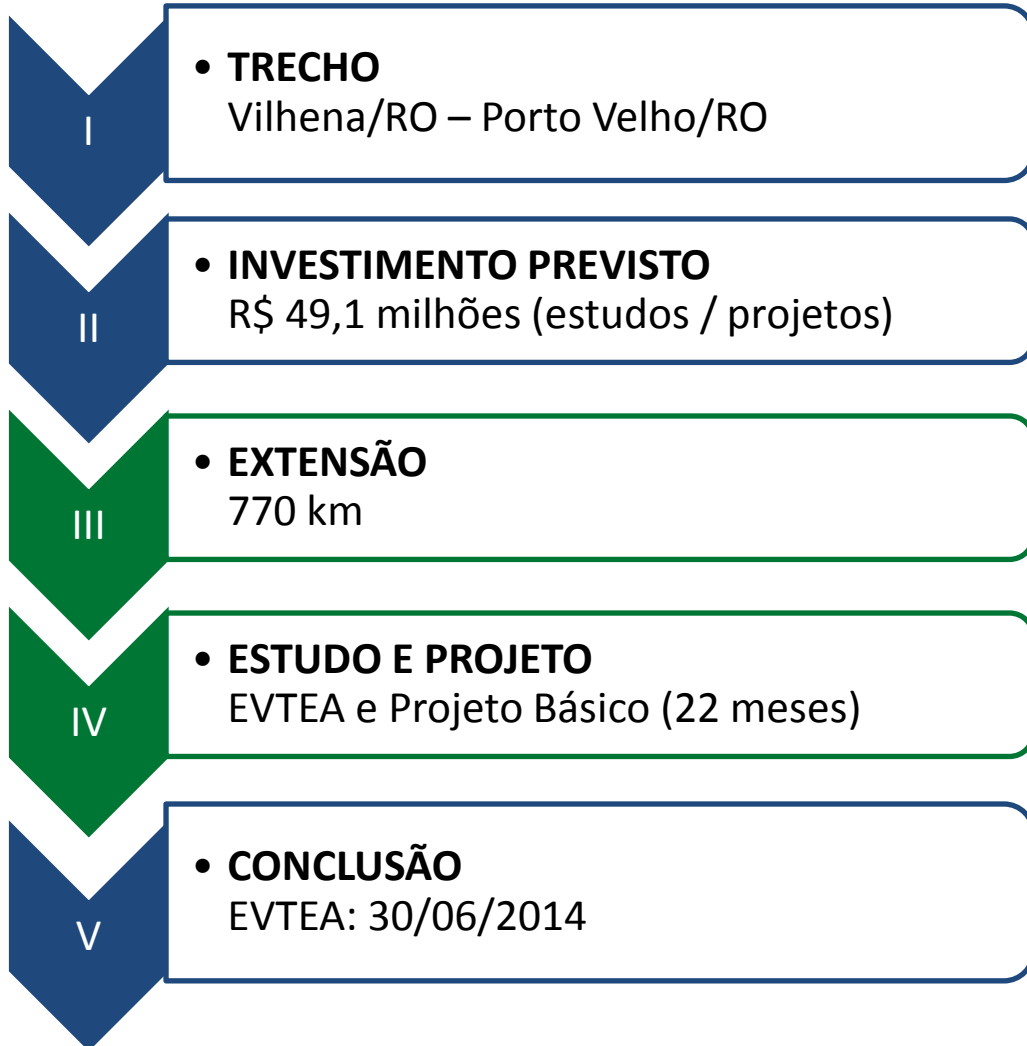 I
• TRECHO
Vilhena/RO – Porto Velho/RO
II
• INVESTIMENTO PREVISTO
R$ 49,1 milhões (estudos / projetos)
III
• EXTENSÃO
770 km
IV
• ESTUDO E PROJETO
EVTEA e Projeto Básico (22 meses)
V
• CONCLUSÃO
EVTEA: 30/06/2014